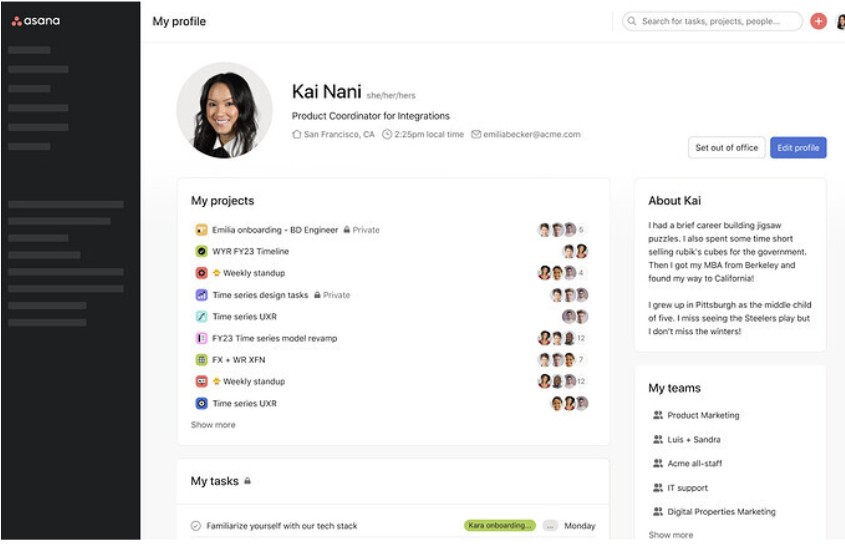 asana
My profile
Search for tasks, projects, people...
Kai Nani she/her/hers
Product Coordinator for Integrations
San Francisco, CA 2:25pm local time emiliabecker@acme.com
Set out of office
Edit profile
My projects
Emilia onboarding - BD Engineer Private 5
WYR FY23 Timeline
Weekly standup 4
Time series design tasks Private
Time series UXR
FY23 Time series model revamp 12
FX + WR XFN 7
Weekly standup 12
Time series UXR
Show more
My tasks
Familiarize yourself with our tech stack Kara onboarding... ... Monday
About Kai
I had a brief career building jigsaw
puzzles. I also spent some time short
selling rubik's cubes for the government.
Then I got my MBA from Berkeley and
found my way to California!
I grew up in Pittsburgh as the middle child
of five. I miss seeing the Steelers play but
I don't miss the winters!
My teams
Product Marketing
Luis + Sandra
Acme all-staff
IT support
Digital Properties Marketing
Show more